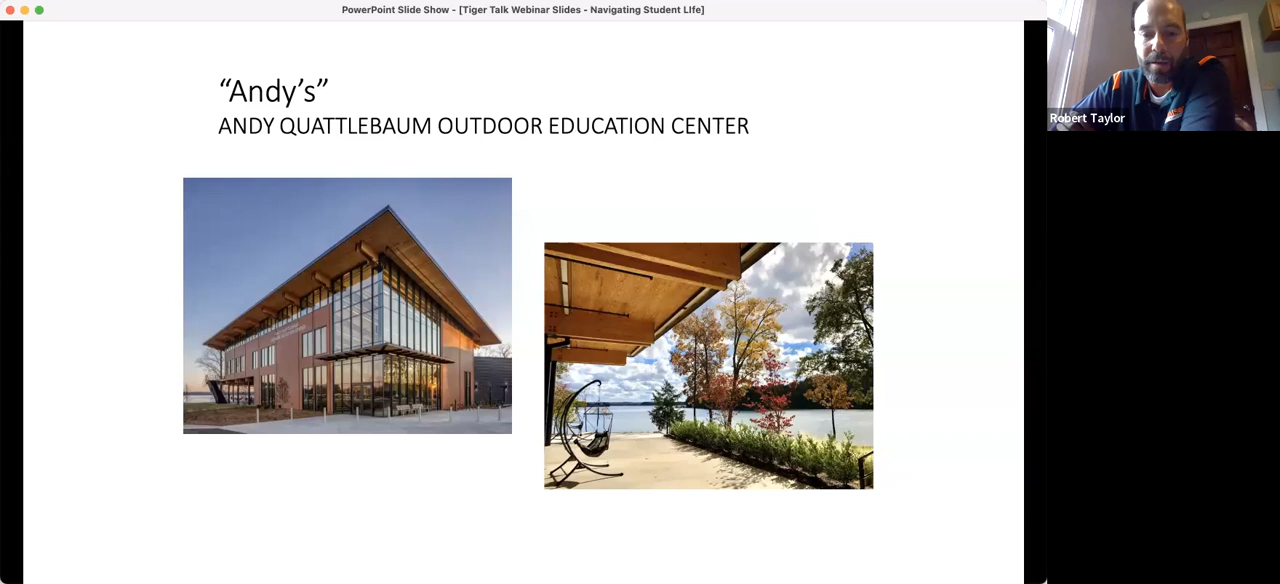 PowerPoint Slide Show - [Tiger Talk Webinar Slides - Navigating Student LIfe]
“Andy’s”
ANDY QUATTLEBAUM OUTDOOR EDUCATION CENTER
Robert Taylor